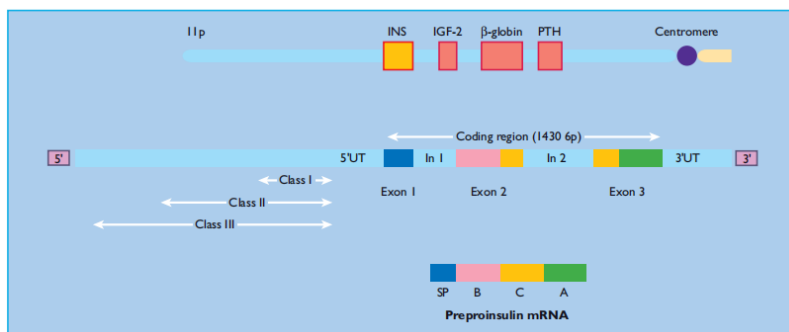 11p INS IGF-2 β-globin PTH Centromere
Coding region (1430 6p)
5' 5'UT In 1 In 2 3'UT 3'
Class I
Exon 1 Exon 2 Exon 3
Class II
Class III
SP B C A
Preproinsulin mRNA